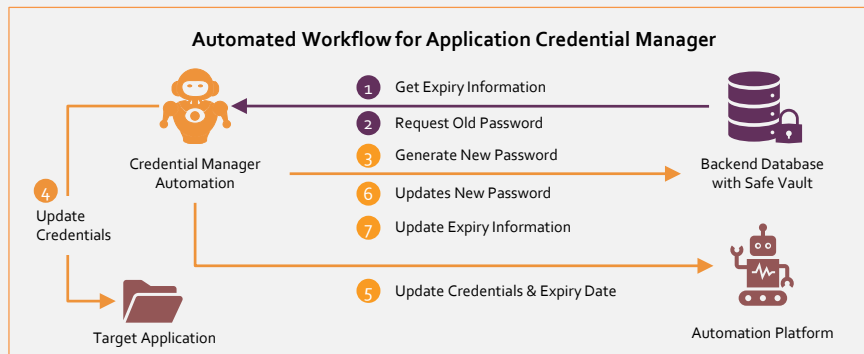 Automated Workflow for Application Credential Manager
1 Get Expiry Information
2 Request Old Password
3 Generate New Password
Credential Manager
Automation
Backend Database
with Safe Vault
4
Update
Credentials
6 Updates New Password
7 Update Expiry Information
5 Update Credentials & Expiry Date
Target Application
Automation Platform